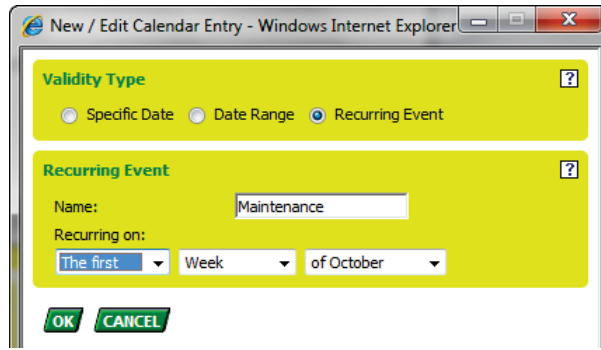 New / Edit Calendar Entry - Windows Internet Explorer
Validity Type
?
Specific Date Date Range Recurring Event
Recurring Event
?
Name: Maintenance
Recurring on:
The first Week of October
OK CANCEL